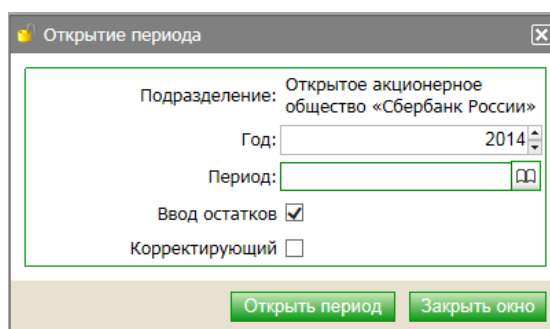 Открытие периода
Подразделение: Открытое акционерное
общество «Сбербанк России»
Год: 2014
Период:
Ввод остатков
Корректирующий
Открыть период Закрыть окно